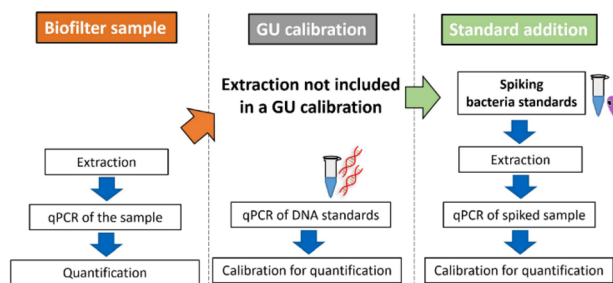 Biofilter sample
Extraction
qPCR of the sample
Quantification
GU calibration
Extraction not included
in a GU calibration
qPCR of DNA standards
Calibration for quantification
Standard addition
Spiking
bacteria standards
Extraction
qPCR of spiked sample
Calibration for quantification